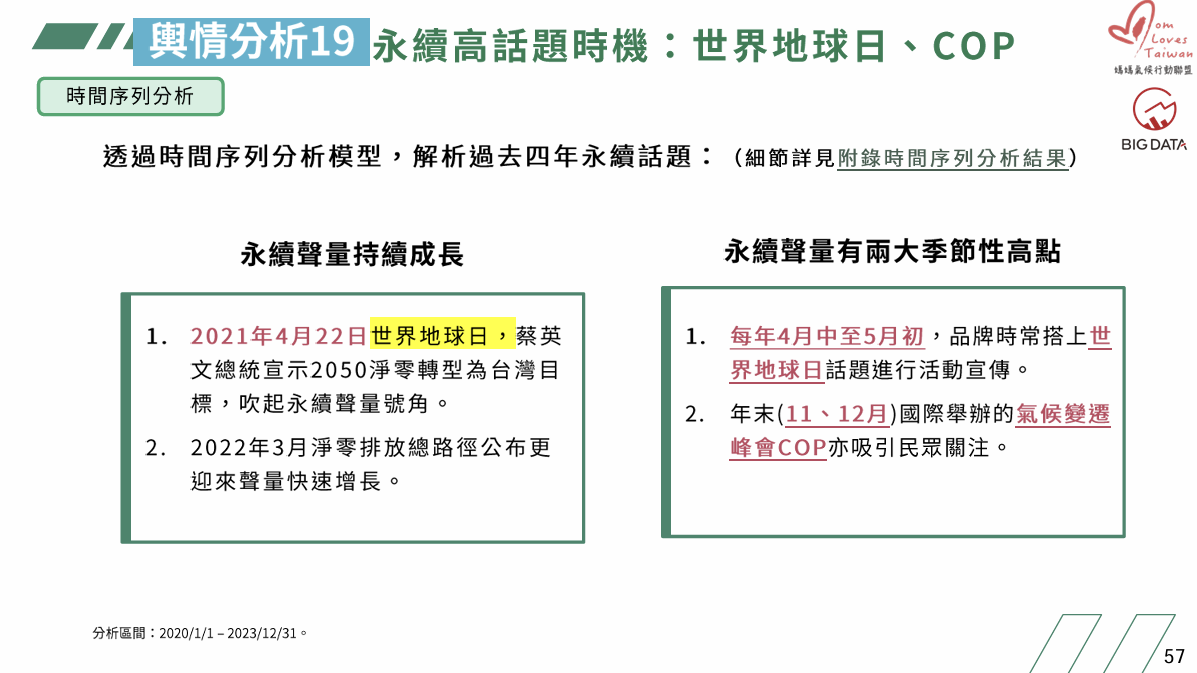 輿情分析19 永續高話題時機：世界地球日、COP
om
Loves
Taiwan
媽媽氣候行動聯盟
BIG DATA
時間序列分析
透過時間序列分析模型，解析過去四年永續話題：（細節詳見附錄時間序列分析結果）
永續聲量持續成長
1. 2021年4月22日世界地球日，蔡英
文總統宣示2050淨零轉型為台灣目
標，吹起永續聲量號角。
2. 2022年3月淨零排放總路徑公布更
迎來聲量快速增長。
永續聲量有兩大季節性高點
1. 每年4月中至5月初，品牌時常搭上世
界地球日話題進行活動宣傳。
2. 年末(11、12月)國際舉辦的氣候變遷
峰會COP亦吸引民眾關注。
分析區間：2020/1/1 – 2023/12/31。
57